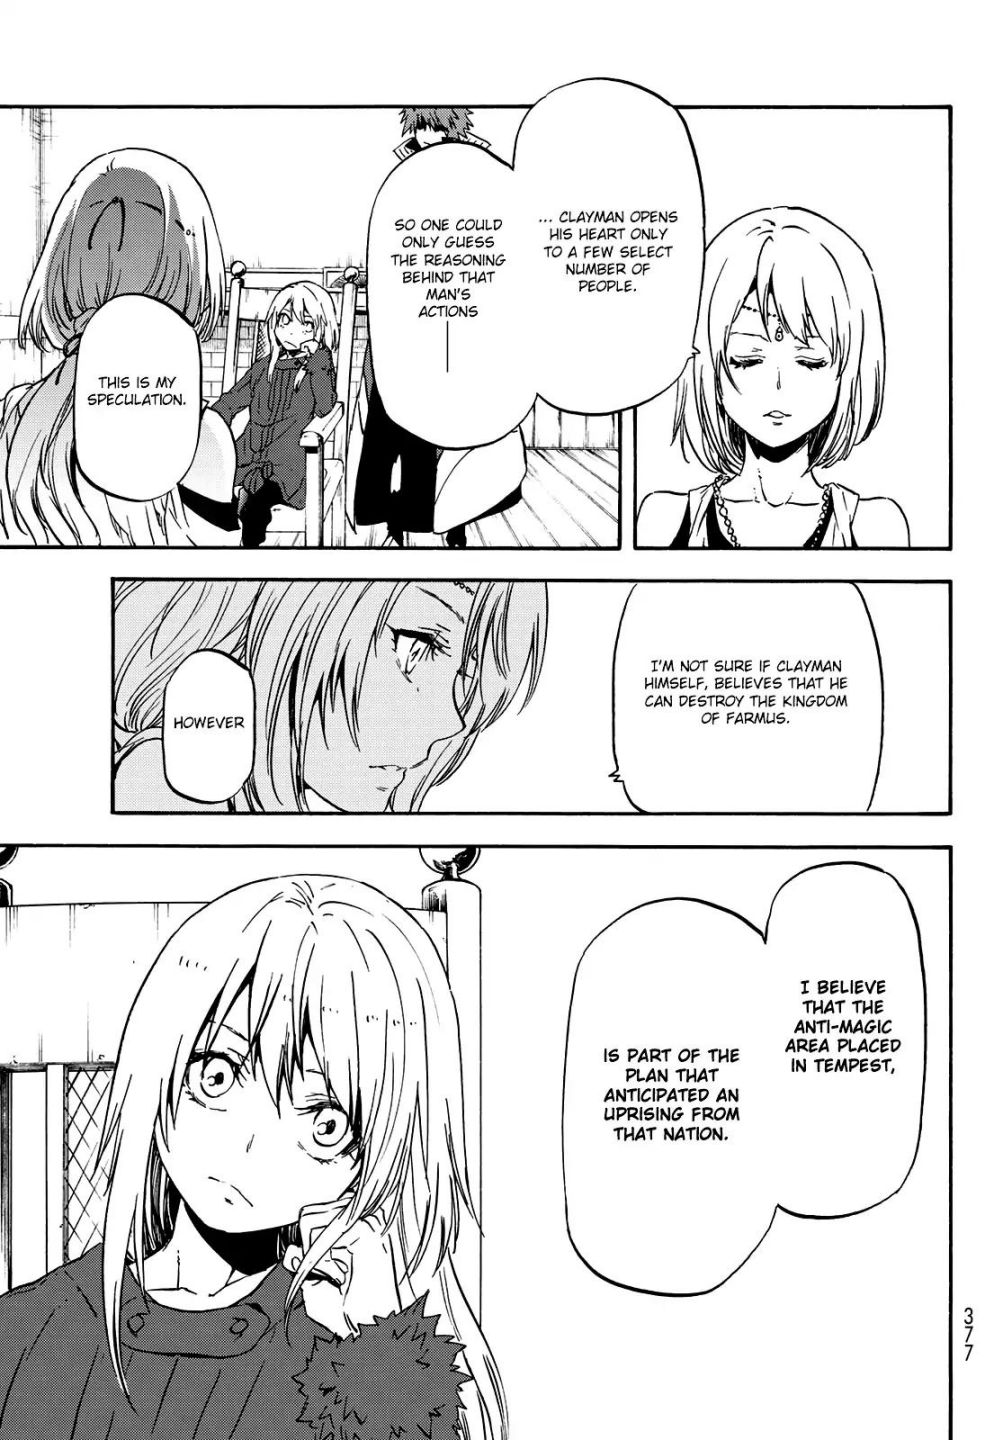 ... CLAYMAN OPENS
HIS HEART ONLY
TO A FEW SELECT
NUMBER OF
PEOPLE.
SO ONE COULD
ONLY GUESS
THE REASONING
BEHIND THAT
MAN'S
ACTIONS
THIS IS MY
SPECULATION.
I'M NOT SURE IF CLAYMAN
HIMSELF, BELIEVES THAT HE
CAN DESTROY THE KINGDOM
OF FARMUS.
HOWEVER
I BELIEVE
THAT THE
ANTI-MAGIC
AREA PLACED
IN TEMPEST,
IS PART OF THE
PLAN THAT
ANTICIPATED AN
UPRISING FROM
THAT NATION.
377